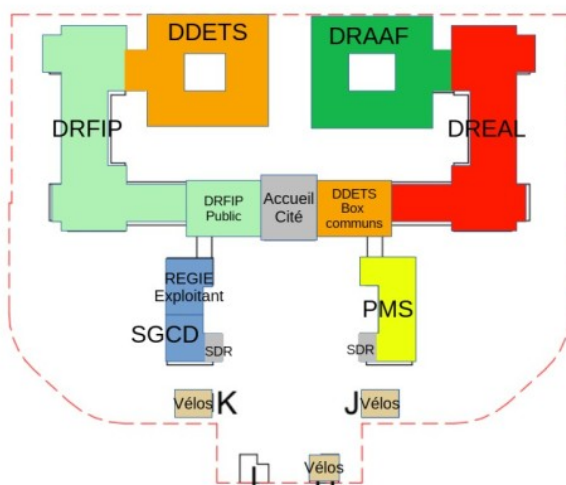 DDETS
DRAAF
DRFIP
DREAL
DRFIP
Public
Accueil
Cité
DDETS
Box
communs
REGIE
Exploitant
SGCD
SDR
PMS
SDR
Vélos
K
J
Vélos
Vélos